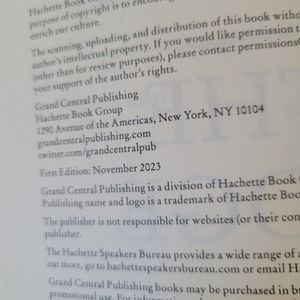 Hachette Book
purpose of copyright is to encourag
enrich our culture.
The scanning, uploading, and distribution of this book witho
author's intellectual property. If you would like permission t
(other than for review purposes), please contact permissions
your support of the author's rights.
Grand Central Publishing
Hachette Book Group
1290 Avenue of the Americas, New York, NY 10104
grandcentralpublishing.com
twitter.com/grandcentralpub
First Edition: November 2023
Grand Central Publishing is a division of Hachette Book
Publishing name and logo is a trademark of Hachette Boo
The publisher is not responsible for websites (or their con
publisher.
The Hachette Speakers Bureau provides a wide range of a
out more, go to hachettespeakersbureau.com or email H
Grand Central Publishing books may be purchased in b
promotional use. For informati